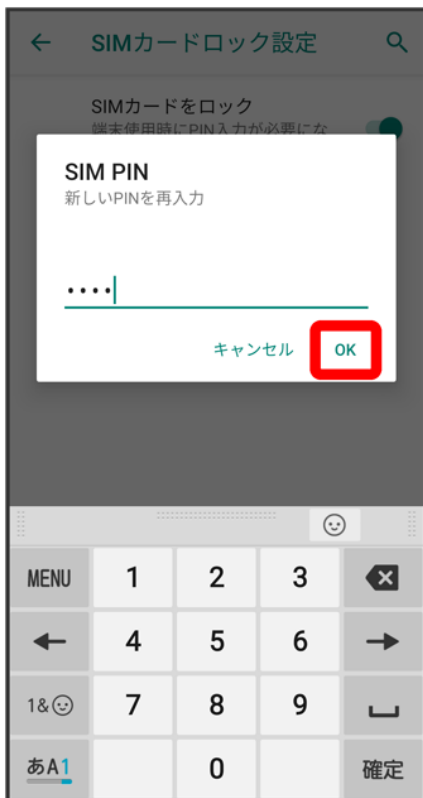 SIMカードロック設定
SIMカードをロック
端末使用時にPIN入力が必要にな
SIM PIN
新しいPINを再入力
••••
キャンセル OK
MENU 1 2 3
4 5 6
1& 7 8 9
あA1 0 確定